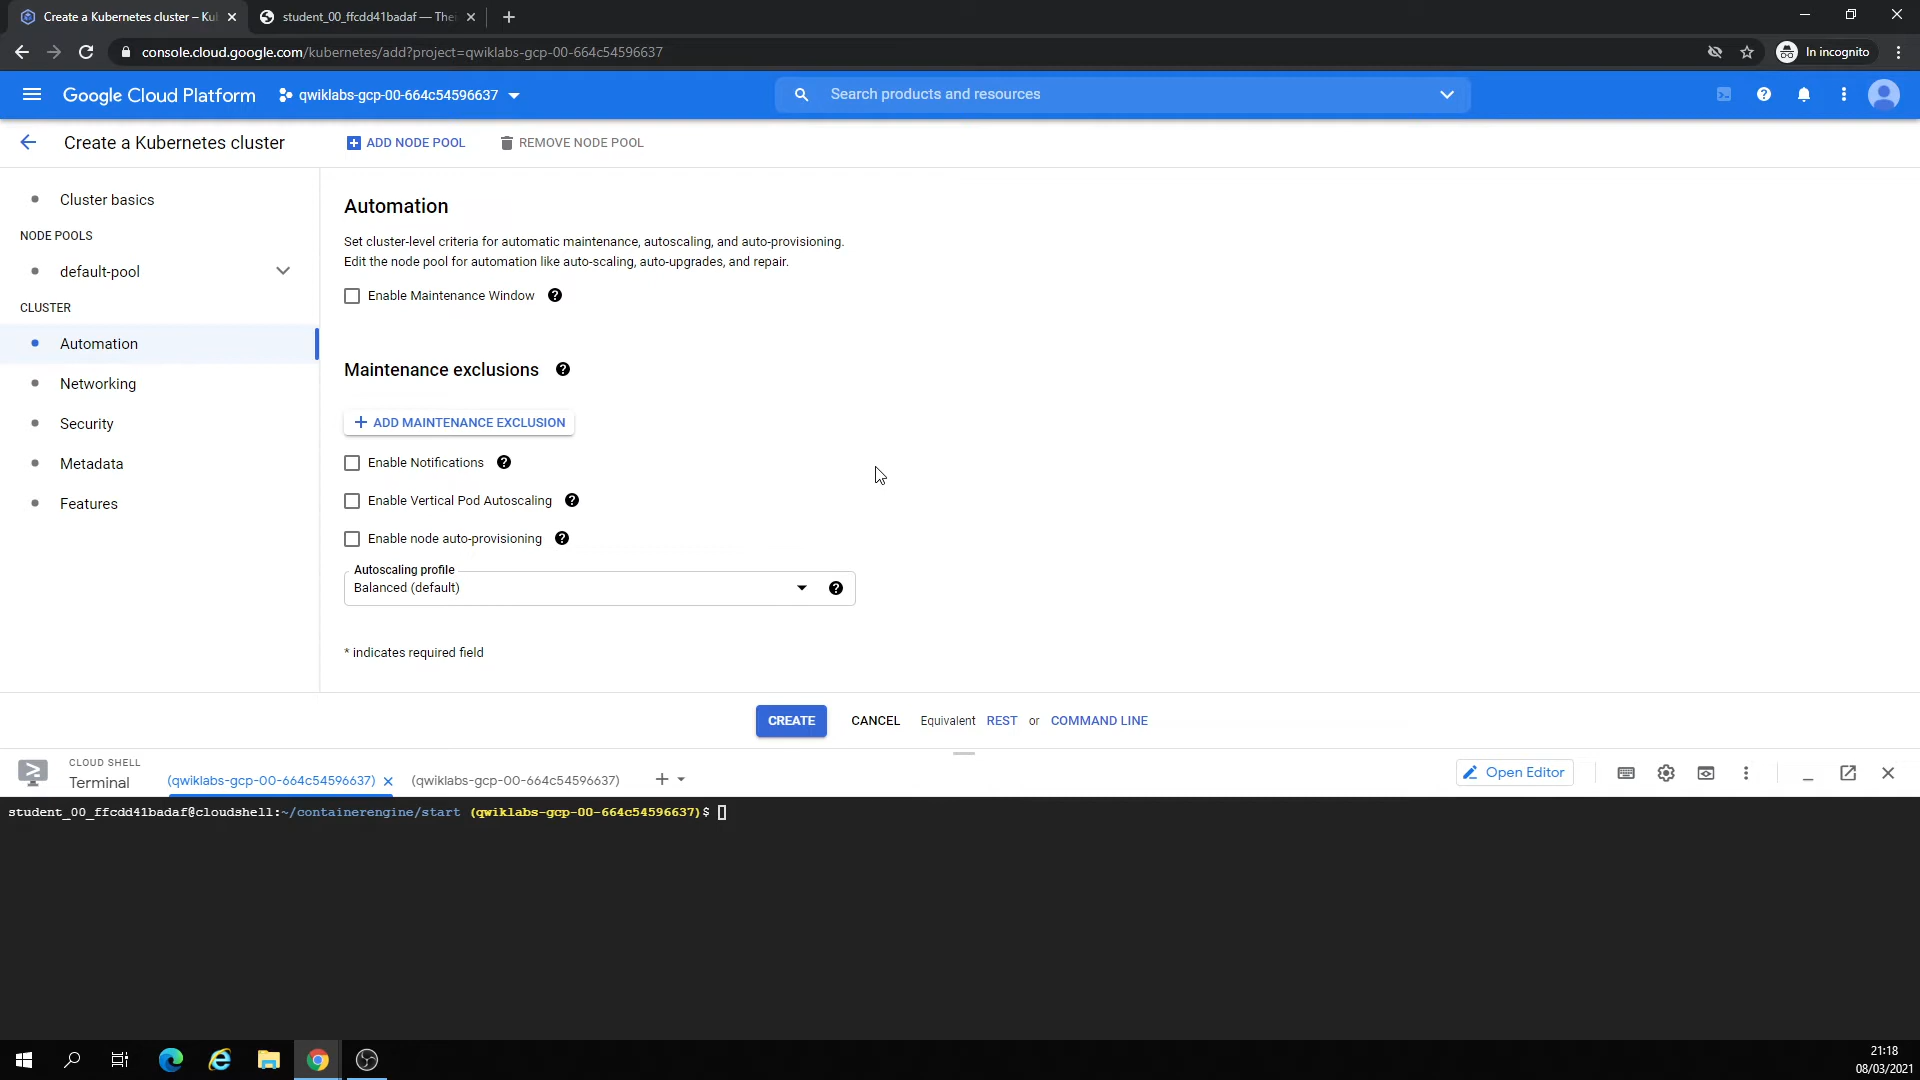 Create a Kubernetes cluster – Ku
student_00_ffcdd41badaf — The
console.cloud.google.com/kubernetes/add?project=qwiklabs-gcp-00-664c54596637
In incognito
Google Cloud Platform
qwiklabs-gcp-00-664c54596637
Search products and resources
Create a Kubernetes cluster
ADD NODE POOL
REMOVE NODE POOL
Cluster basics
NODE POOLS
default-pool
CLUSTER
Automation
Networking
Security
Metadata
Features
Automation
Set cluster-level criteria for automatic maintenance, autoscaling, and auto-provisioning.
Edit the node pool for automation like auto-scaling, auto-upgrades, and repair.
Enable Maintenance Window
Maintenance exclusions
ADD MAINTENANCE EXCLUSION
Enable Notifications
Enable Vertical Pod Autoscaling
Enable node auto-provisioning
Autoscaling profile
Balanced (default)
* indicates required field
CREATE
CANCEL
Equivalent REST or COMMAND LINE
CLOUD SHELL
Terminal
(qwiklabs-gcp-00-664c54596637)
(qwiklabs-gcp-00-664c54596637)
Open Editor
student_00_ffcdd41badaf@cloudshell:~/containerengine/start (qwiklabs-gcp-00-664c54596637)$
21:18
08/03/2021